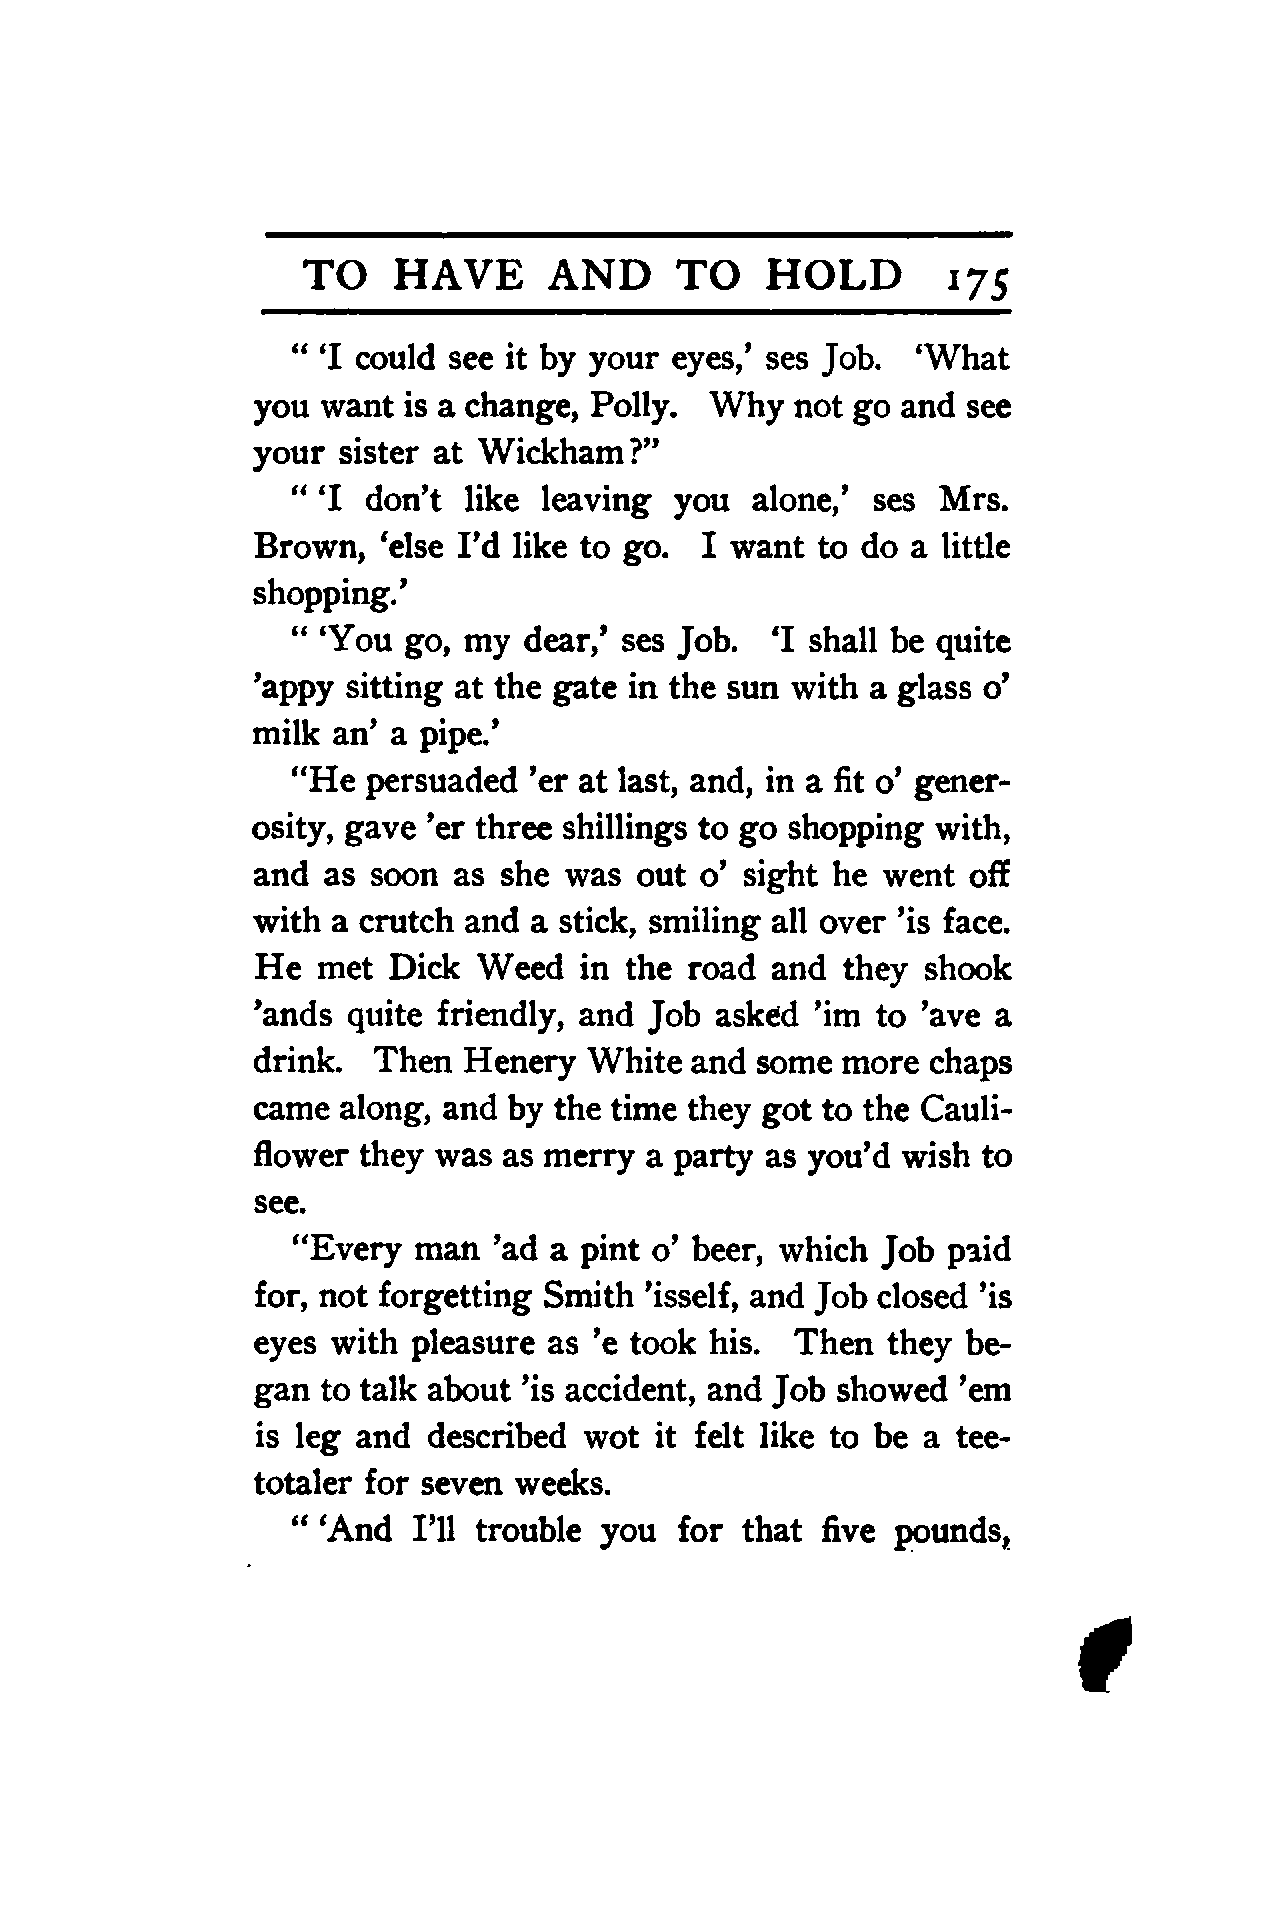 TO HAVE AND TO HOLD 175
“ ‘I could see it by your eyes,’ ses Job. ‘What
you want is a change, Polly. Why not go and see
your sister at Wickham?”
“ ‘I don’t like leaving you alone,’ ses Mrs.
Brown, ‘else I’d like to go. I want to do a little
shopping.’
“ ‘You go, my dear,’ ses Job. ‘I shall be quite
’appy sitting at the gate in the sun with a glass o’
milk an’ a pipe.’
“He persuaded ’er at last, and, in a fit o’ gener-
osity, gave ’er three shillings to go shopping with,
and as soon as she was out o’ sight he went off
with a crutch and a stick, smiling all over ’is face.
He met Dick Weed in the road and they shook
’ands quite friendly, and Job asked ’im to ’ave a
drink. Then Henery White and some more chaps
came along, and by the time they got to the Cauli-
flower they was as merry a party as you’d wish to
see.
“Every man ’ad a pint o’ beer, which Job paid
for, not forgetting Smith ’isself, and Job closed ’is
eyes with pleasure as ’e took his. Then they be-
gan to talk about ’is accident, and Job showed ’em
is leg and described wot it felt like to be a tee-
totaler for seven weeks.
“ ‘And I’ll trouble you for that five pounds,